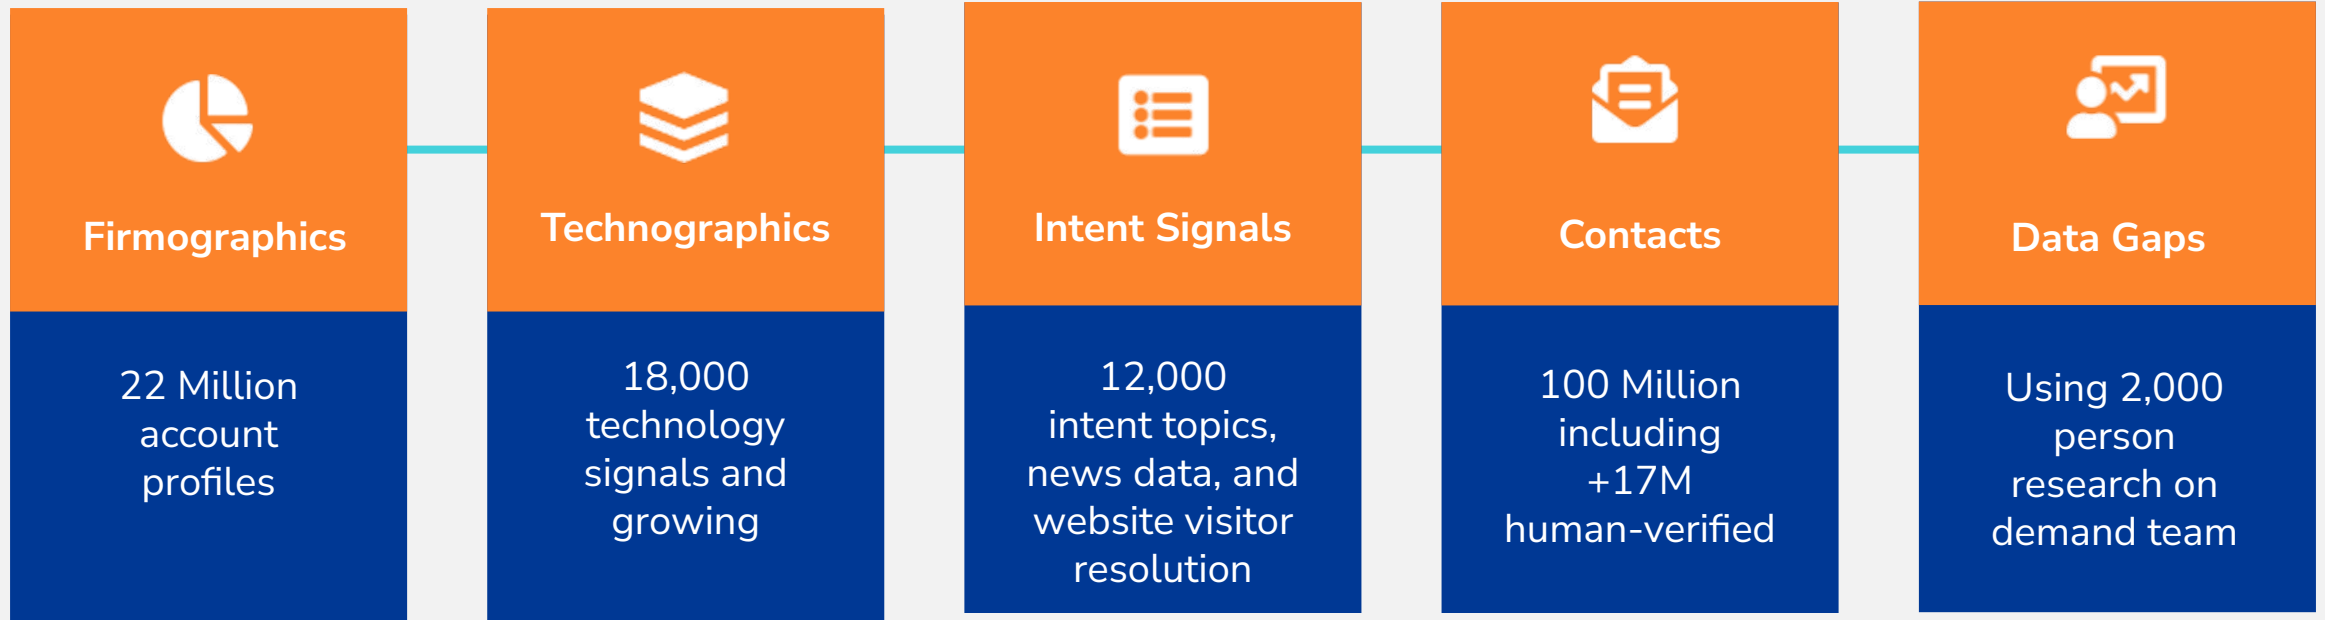 Firmographics
22 Million
account
profiles
Technographics
18,000
technology
signals and
growing
Intent Signals
12,000
intent topics,
news data, and
website visitor
resolution
Contacts
100 Million
including
+17M
human-verified
Data Gaps
Using 2,000
person
research on
demand team